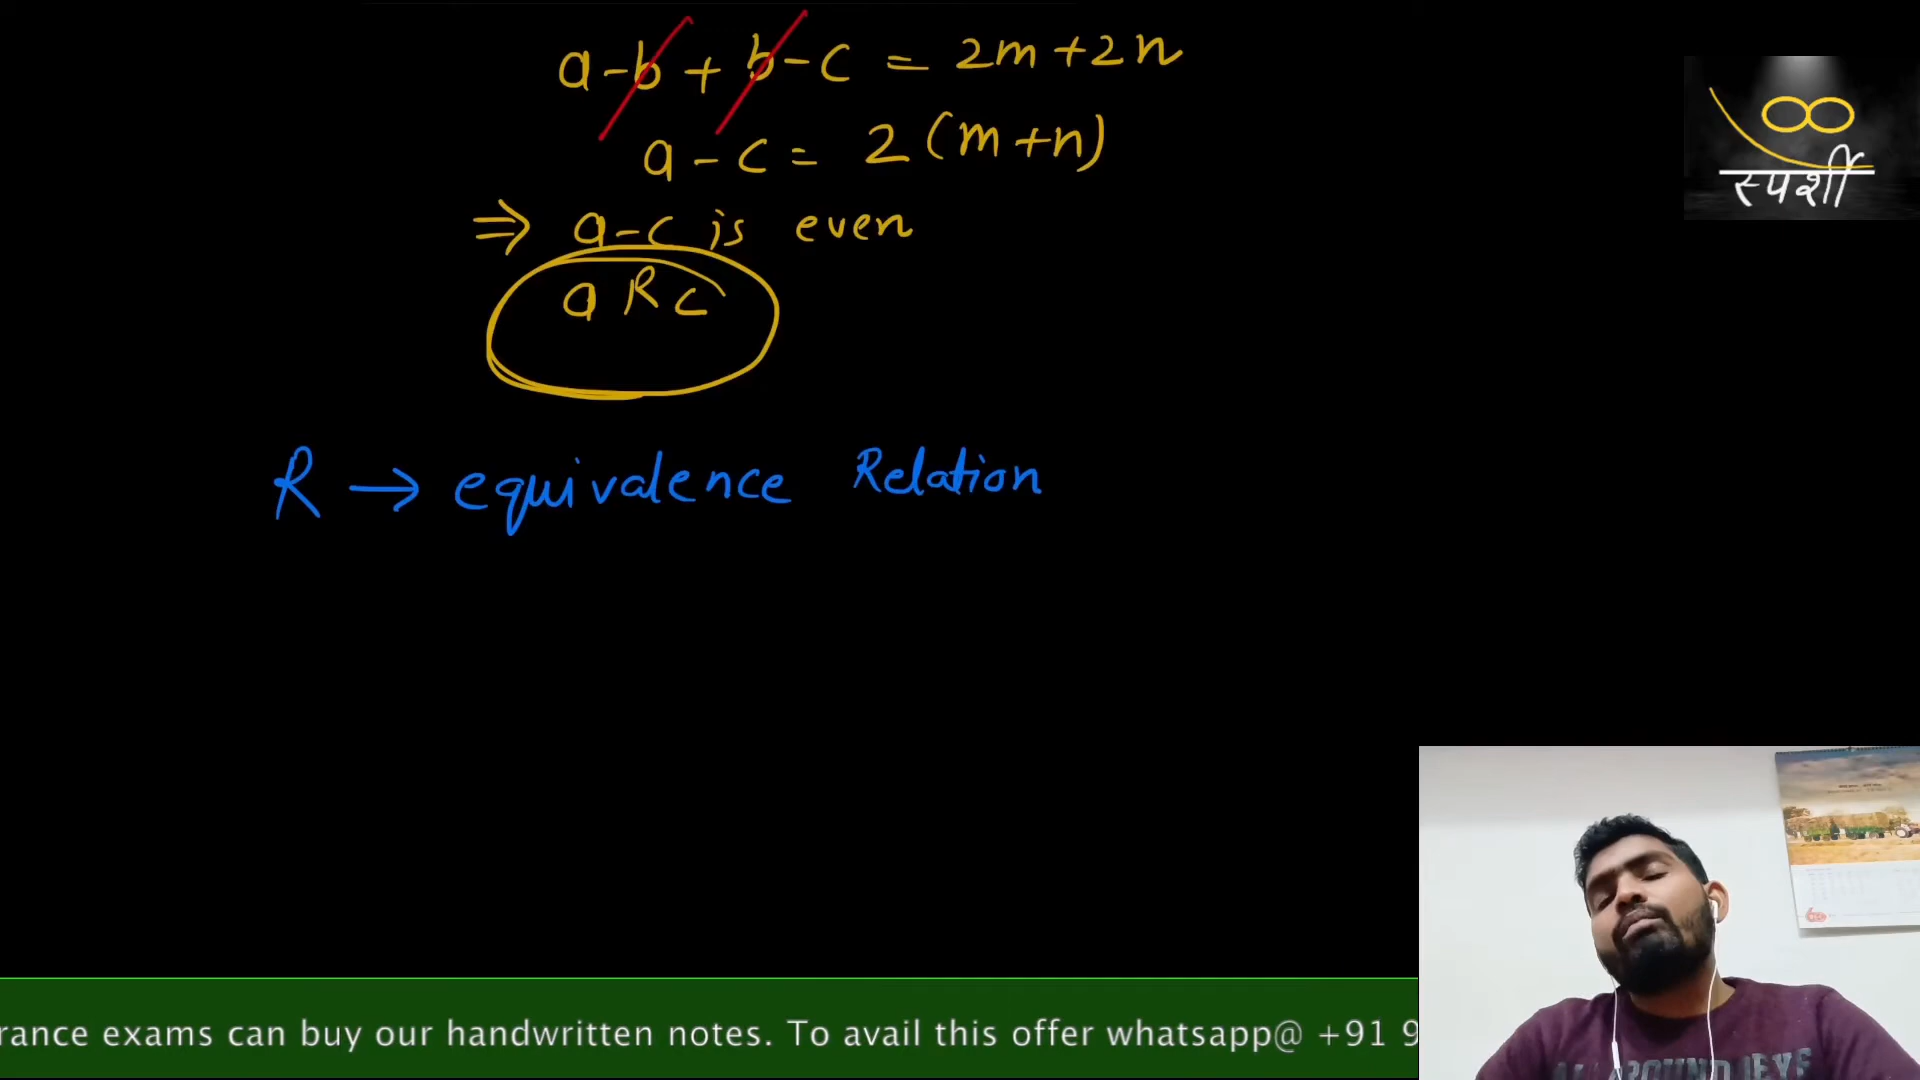 a-b + b-c = 2m+2n
a-c = 2(m+n)
⇒ a-c is even
a R c
R → equivalence Relation
स्पर्शी
rance exams can buy our handwritten notes. To avail this offer whatsapp@ +91 9